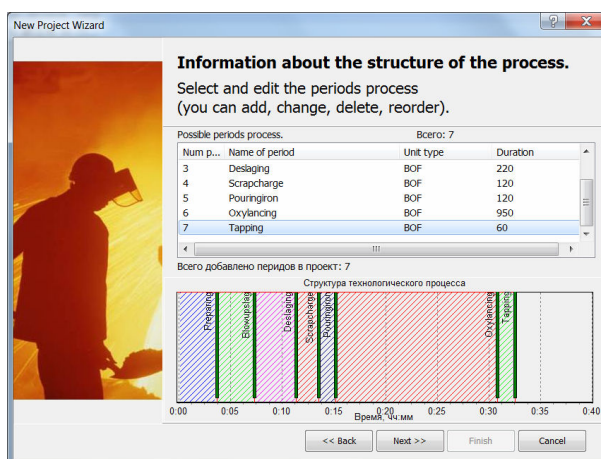 New Project Wizard
Information about the structure of the process.
Select and edit the periods process
(you can add, change, delete, reorder).
Possible periods process. Всего: 7
Num p... Name of period Unit type Duration
3 Deslaging BOF 220
4 Scrapcharge BOF 120
5 Pouringiron BOF 120
6 Oxylancing BOF 950
7 Tapping BOF 60
Всего добавлено перидов в проект: 7
Структура технологического процесса
Preparing
Blowupslag
Deslaging
Scrapcharge
Pouringiron
Oxylancing
Tapping
0:00 0:05 0:10 0:15 0:20 0:25 0:30 0:35 0:40
Время, чч:мм
<< Back Next >> Finish Cancel